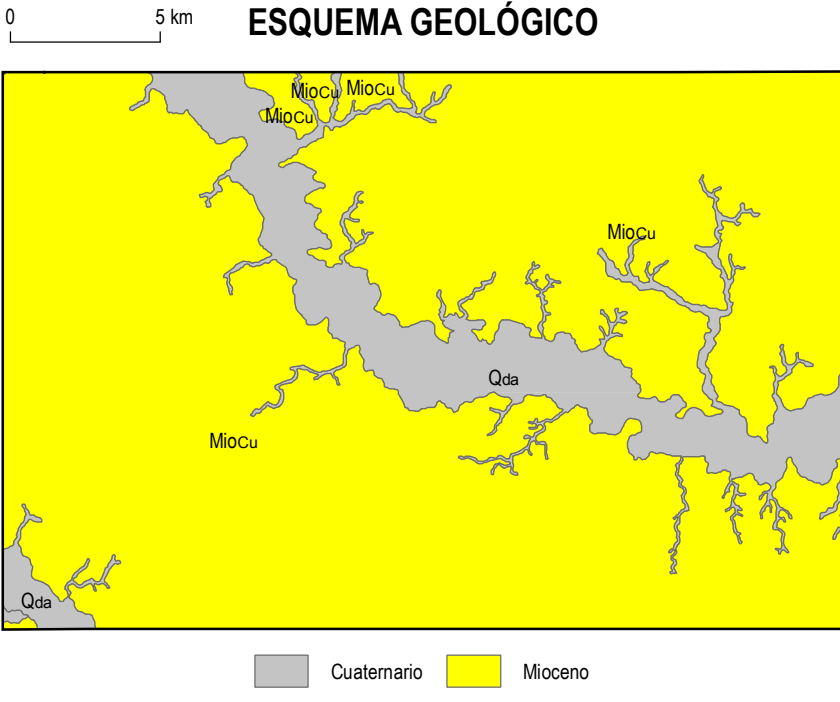 0 5 km
ESQUEMA GEOLÓGICO
Miocu Miocu
Miocu
Miocu
Qda
Miocu
Qda
Cuaternario Mioceno